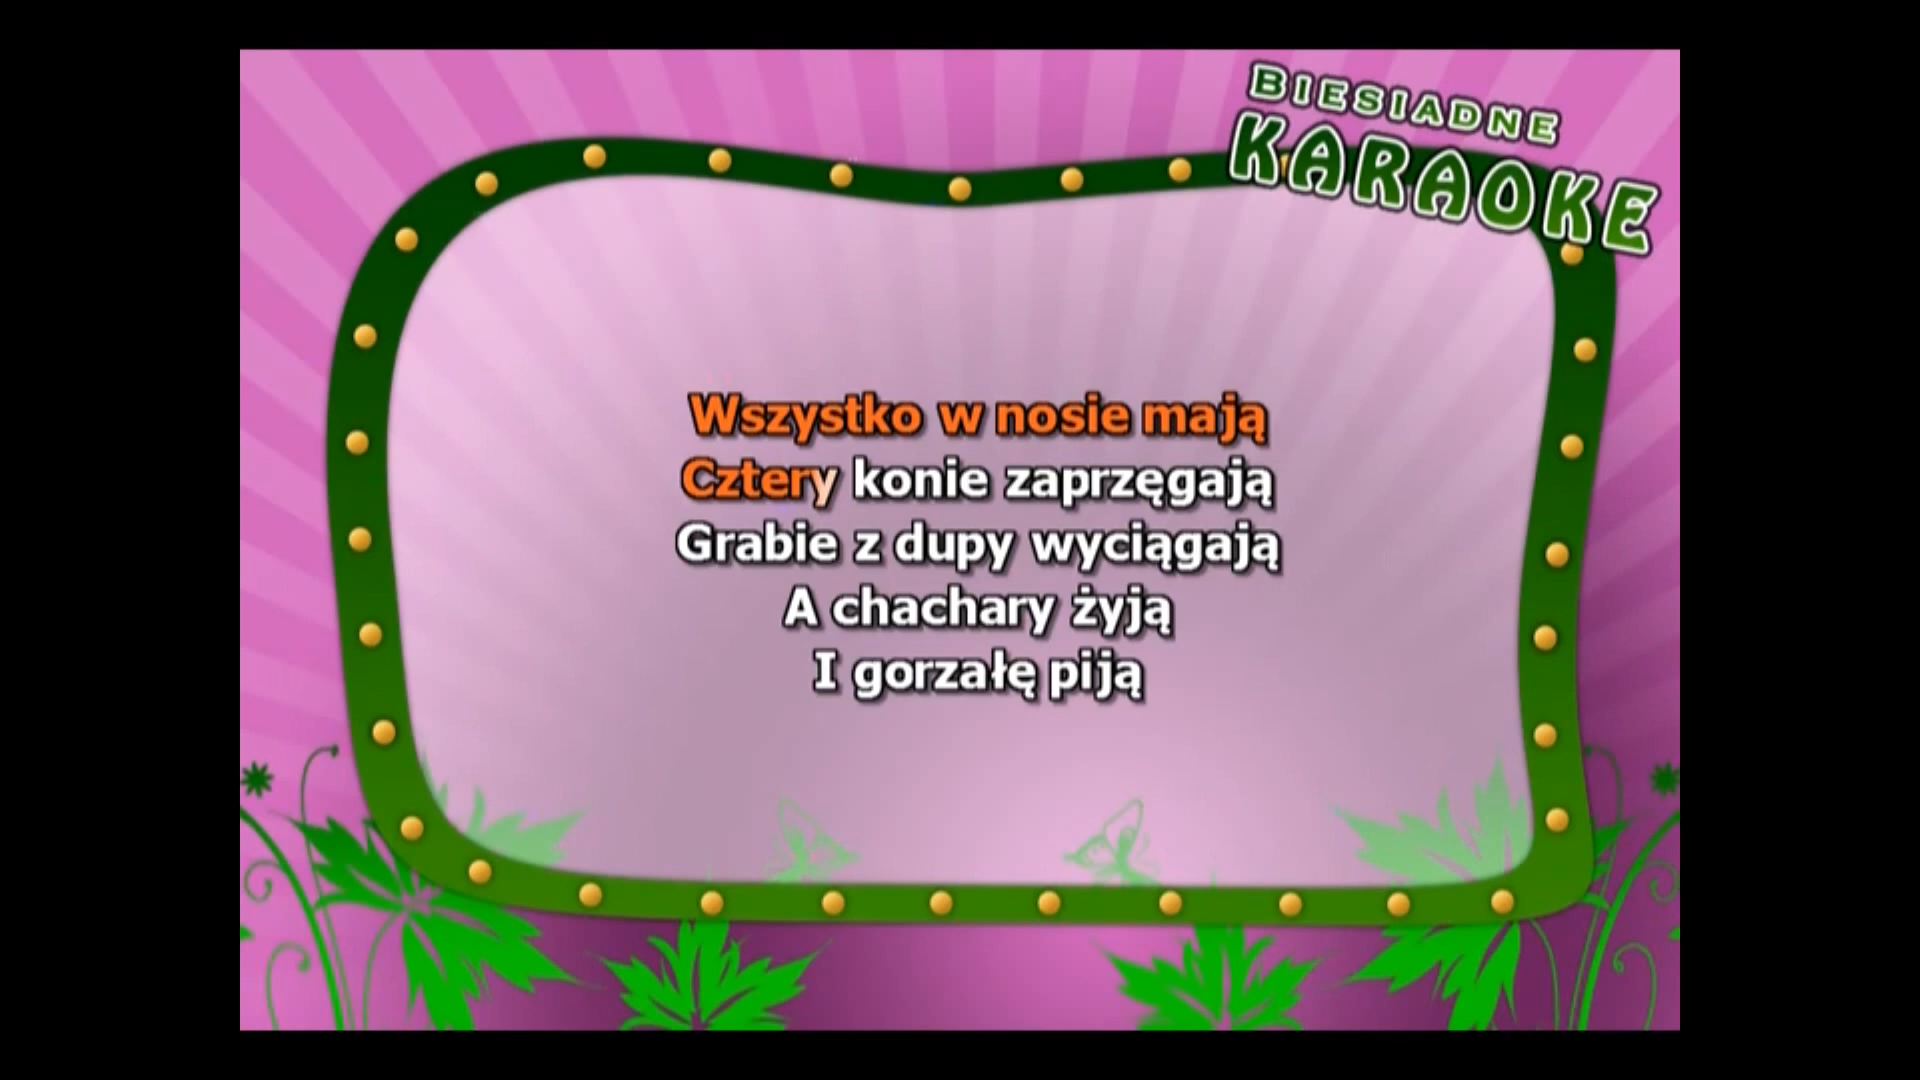 BIESIADNE
KARAOKE
Wszystko w nosie mają
Cztery konie zaprzęgają
Grabie z dupy wyciągają
A chachary żyją
I gorzałę piją